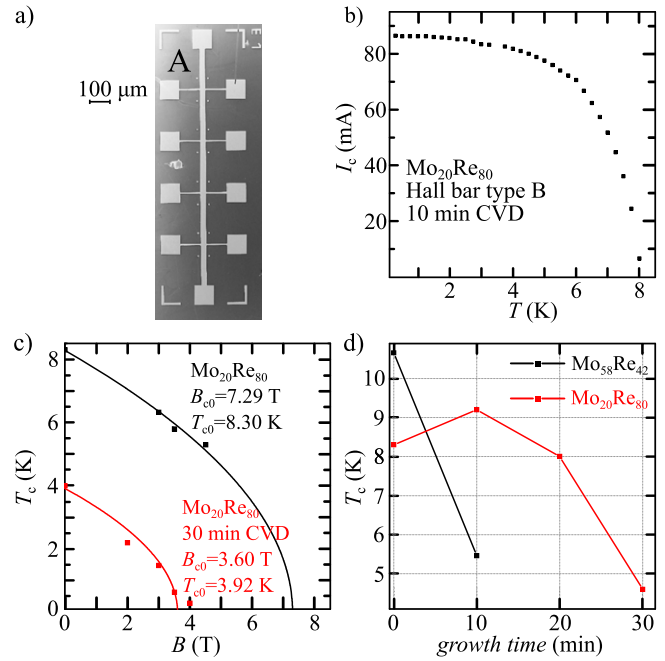 a)
A
100 μm
b)
I_c (mA)
80
60
40
20
0
2
4
6
8
T (K)
Mo₂₀Re₈₀
Hall bar type B
10 min CVD
c)
T_c (K)
8
6
4
2
0
0
2
4
6
8
B (T)
Mo₂₀Re₈₀
B_c0=7.29 T
T_c0=8.30 K
Mo₂₀Re₈₀
30 min CVD
B_c0=3.60 T
T_c0=3.92 K
d)
T_c (K)
10
9
8
7
6
5
0
10
20
30
growth time (min)
Mo₅₈Re₄₂
Mo₂₀Re₈₀